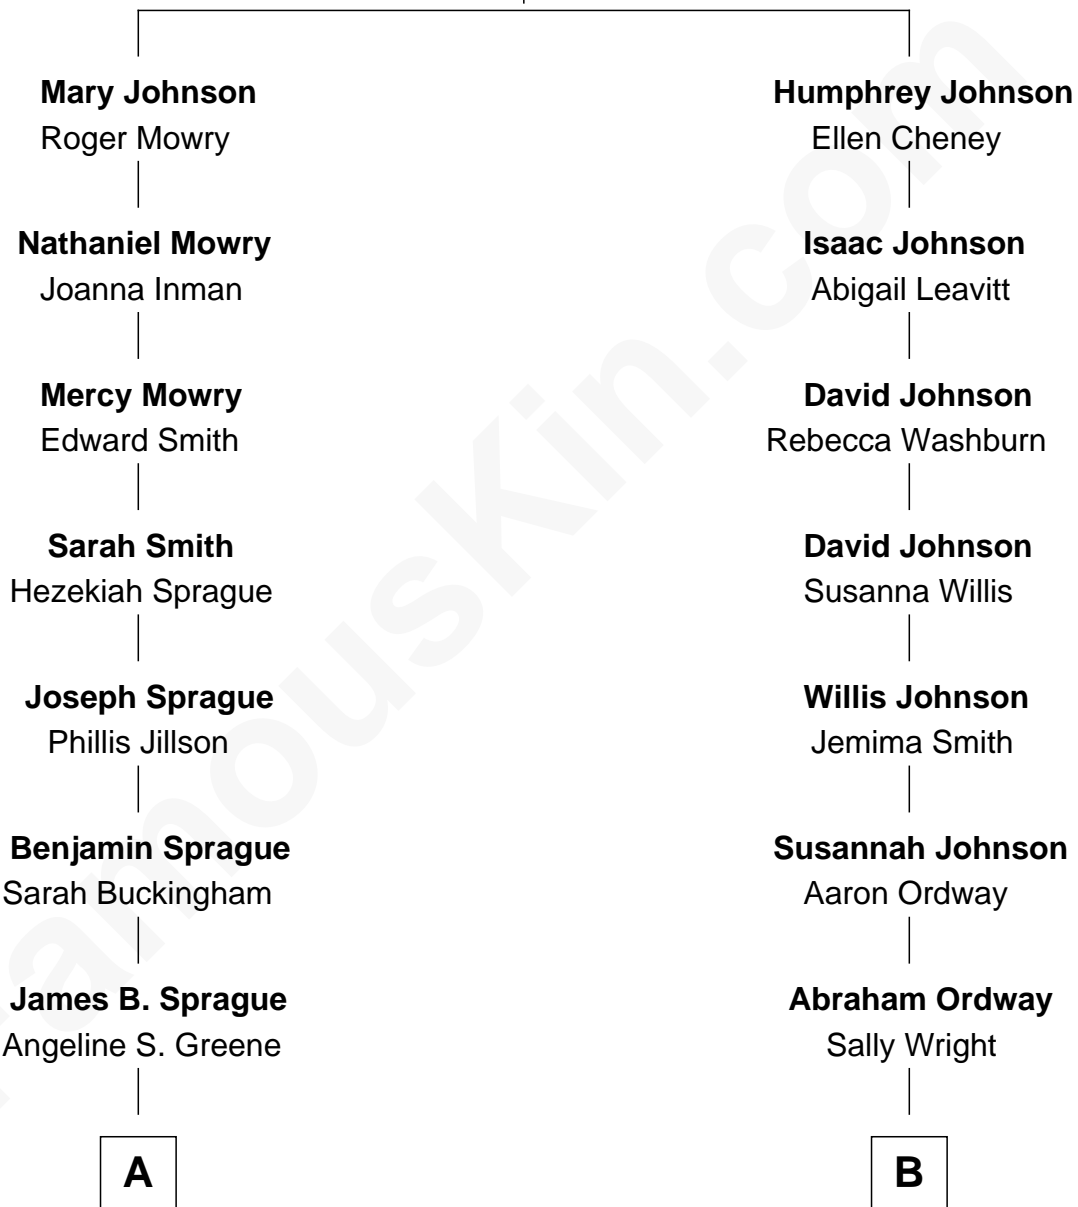 Mary Johnson
Roger Mowry
Nathaniel Mowry
Joanna Inman
Mercy Mowry
Edward Smith
Sarah Smith
Hezekiah Sprague
Joseph Sprague
Phillis Jillson
Benjamin Sprague
Sarah Buckingham
James B. Sprague
Angeline S. Greene
A
Humphrey Johnson
Ellen Cheney
Isaac Johnson
Abigail Leavitt
David Johnson
Rebecca Washburn
David Johnson
Susanna Willis
Willis Johnson
Jemima Smith
Susannah Johnson
Aaron Ordway
Abraham Ordway
Sally Wright
B
FamousKin.com